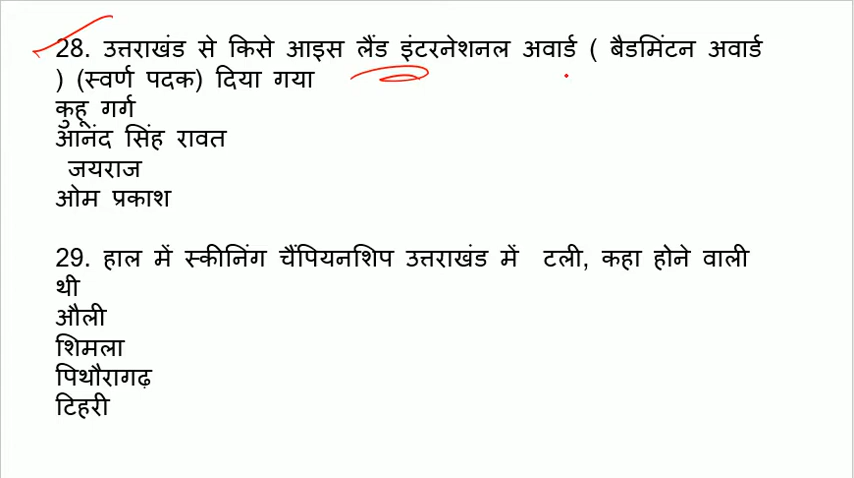 28. उत्तराखंड से किसे आइस लैंड इंटरनेशनल अवार्ड ( बैडमिंटन अवार्ड
) (स्वर्ण पदक) दिया गया
कुहू गर्ग
आनंद सिंह रावत
जयराज
ओम प्रकाश
29. हाल में स्कीनिंग चैंपियनशिप उत्तराखंड में टली, कहा होने वाली
थी
औली
शिमला
पिथौरागढ़
टिहरी